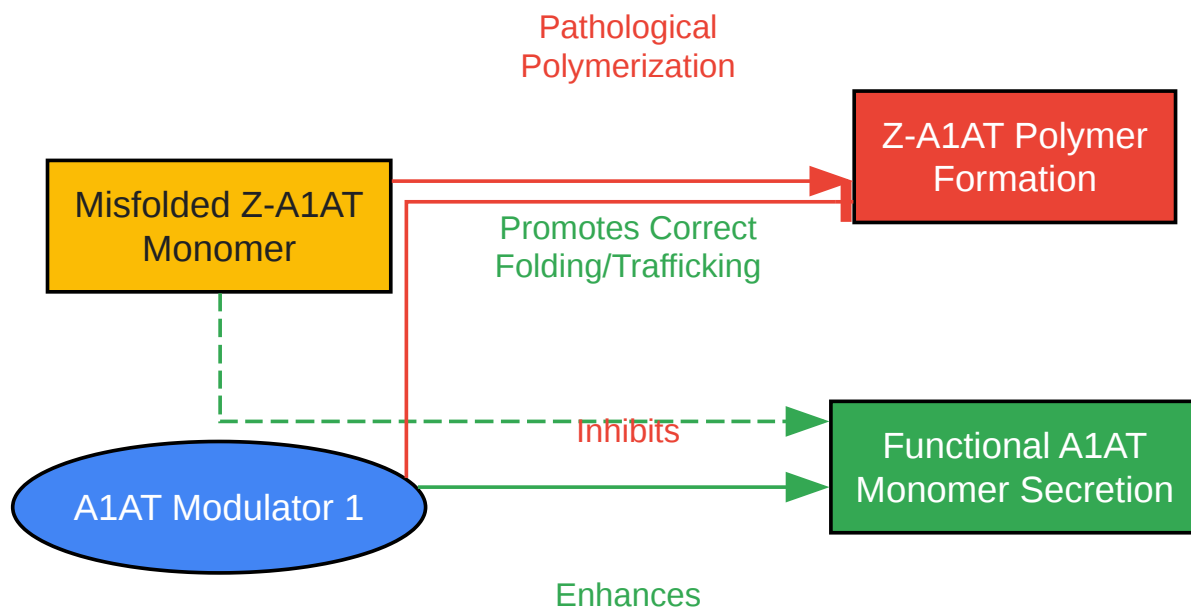 Pathological
Polymerization
Z-A1AT Polymer
Formation
Misfolded Z-A1AT
Monomer
Promotes Correct
Folding/Trafficking
Inhibits
Functional A1AT
Monomer Secretion
A1AT Modulator 1
Enhances